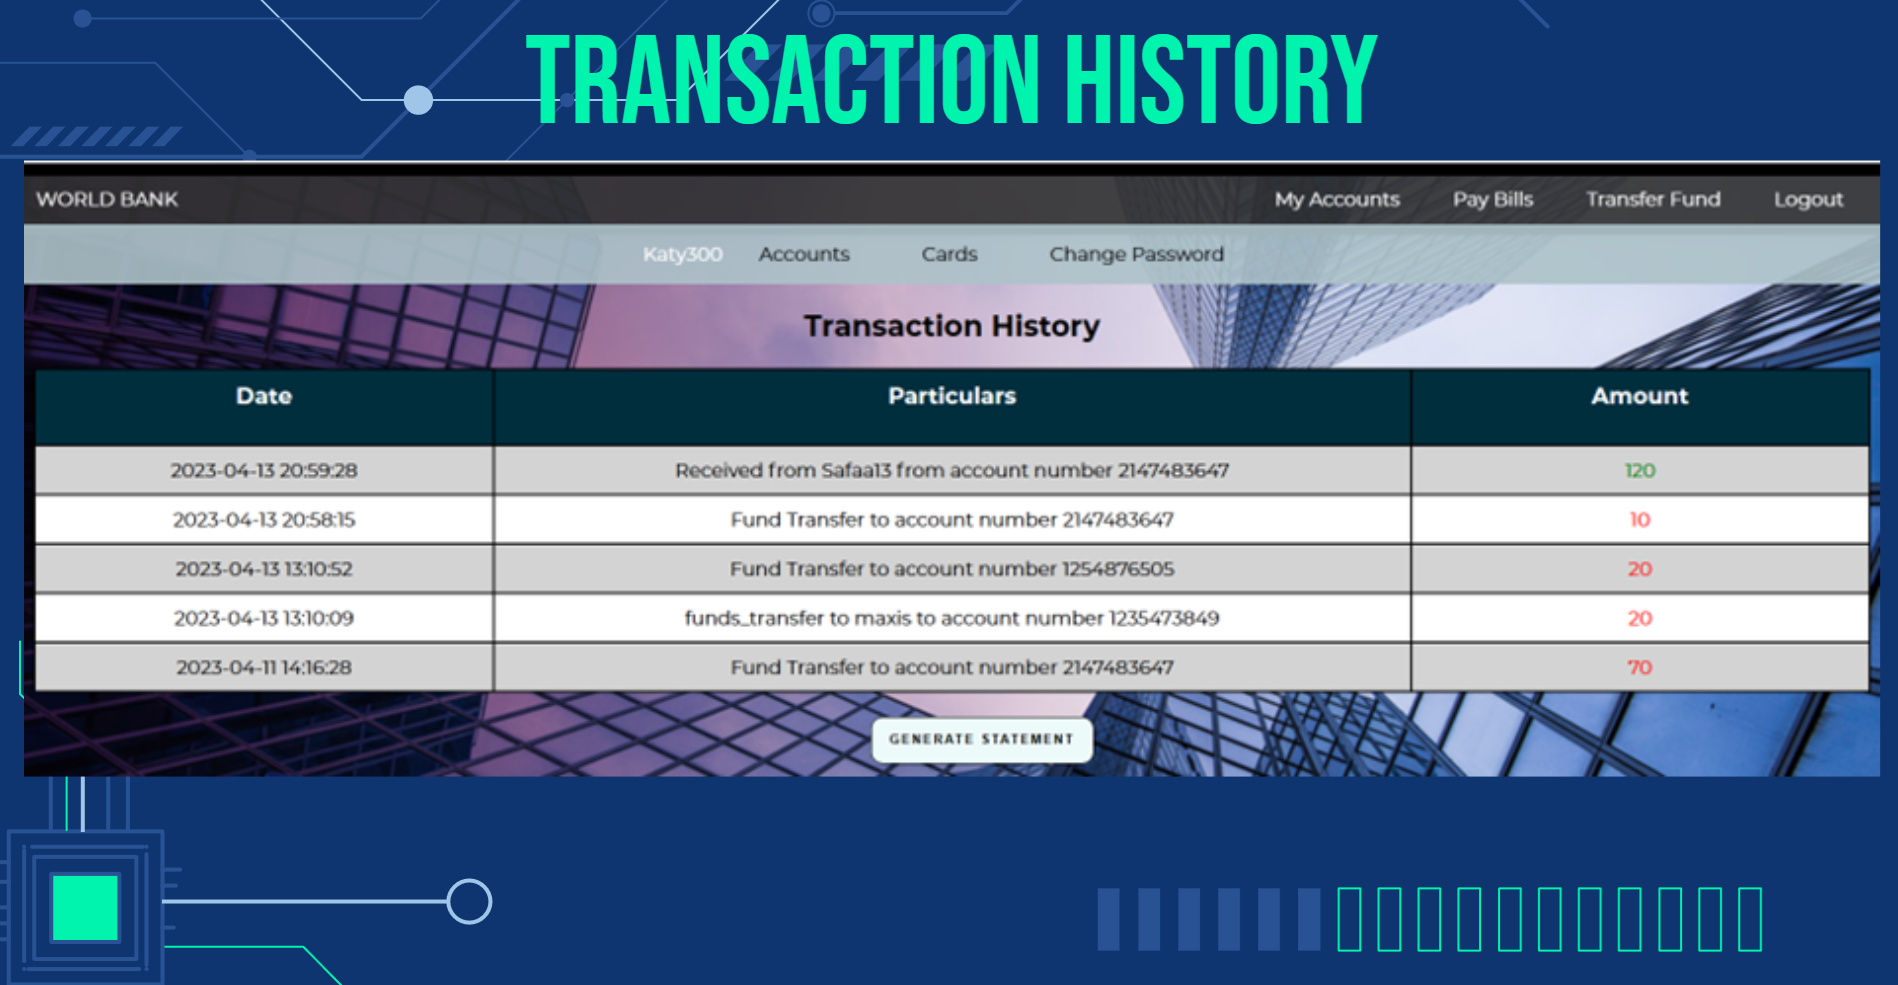 TRANSACTION HISTORY
WORLD BANK My Accounts Pay Bills Transfer Fund Logout
Katy300 Accounts Cards Change Password
Transaction History
Date Particulars Amount
2023-04-13 20:59:28 Received from Safaa13 from account number 2147483647 120
2023-04-13 20:58:15 Fund Transfer to account number 2147483647 10
2023-04-13 13:10:52 Fund Transfer to account number 1254876505 20
2023-04-13 13:10:09 funds_transfer to maxis to account number 1235473849 20
2023-04-11 14:16:28 Fund Transfer to account number 2147483647 70
GENERATE STATEMENT